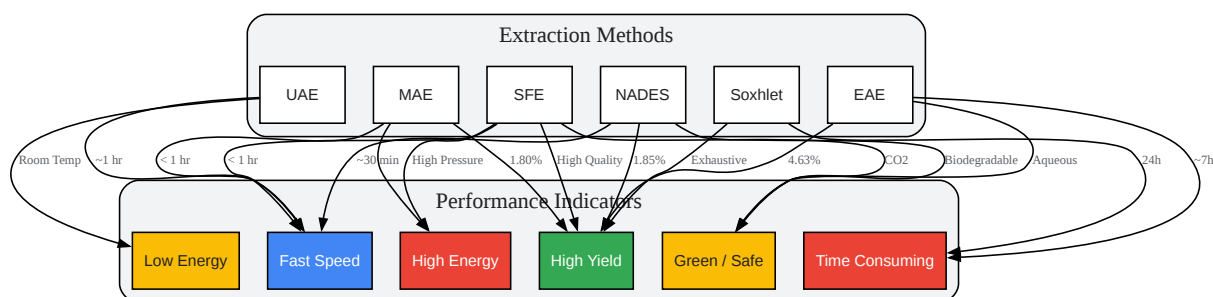 Extraction Methods
UAE
MAE
SFE
NADES
Soxhlet
EAE
Room Temp
~1 hr
< 1 hr
< 1 hr
~30 min
High Pressure
1.80%
High Quality
1.85%
Exhaustive
4.63%
CO2
Biodegradable
Aqueous
24h
~7h
Performance Indicators
Low Energy
Fast Speed
High Energy
High Yield
Green / Safe
Time Consuming